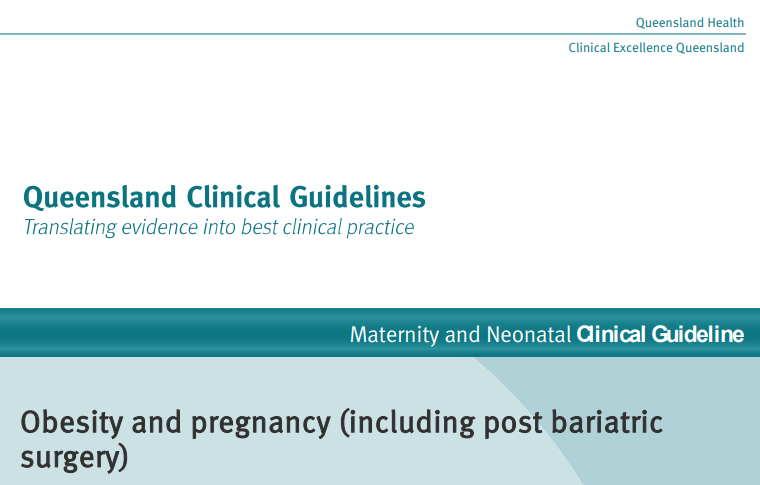 Queensland Health
Clinical Excellence Queensland
Queensland Clinical Guidelines
Translating evidence into best clinical practice
Maternity and Neonatal Clinical Guideline
Obesity and pregnancy (including post bariatric
surgery)